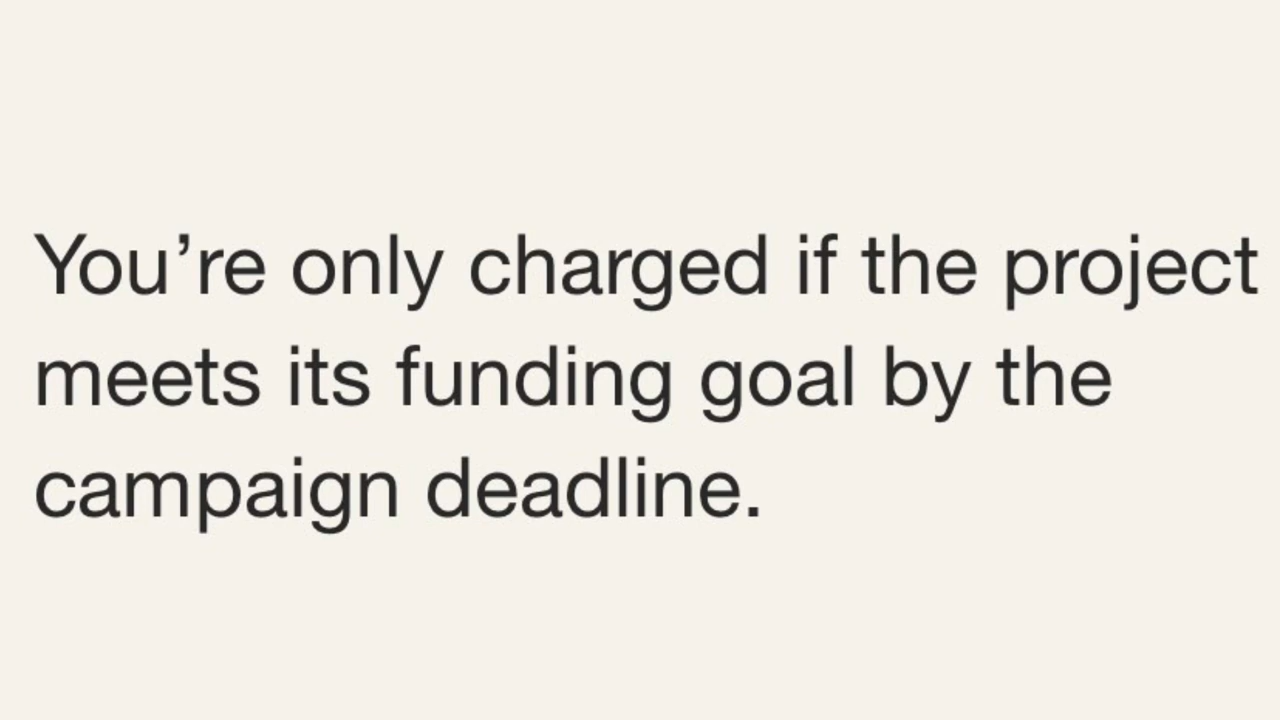 You’re only charged if the project
meets its funding goal by the
campaign deadline.